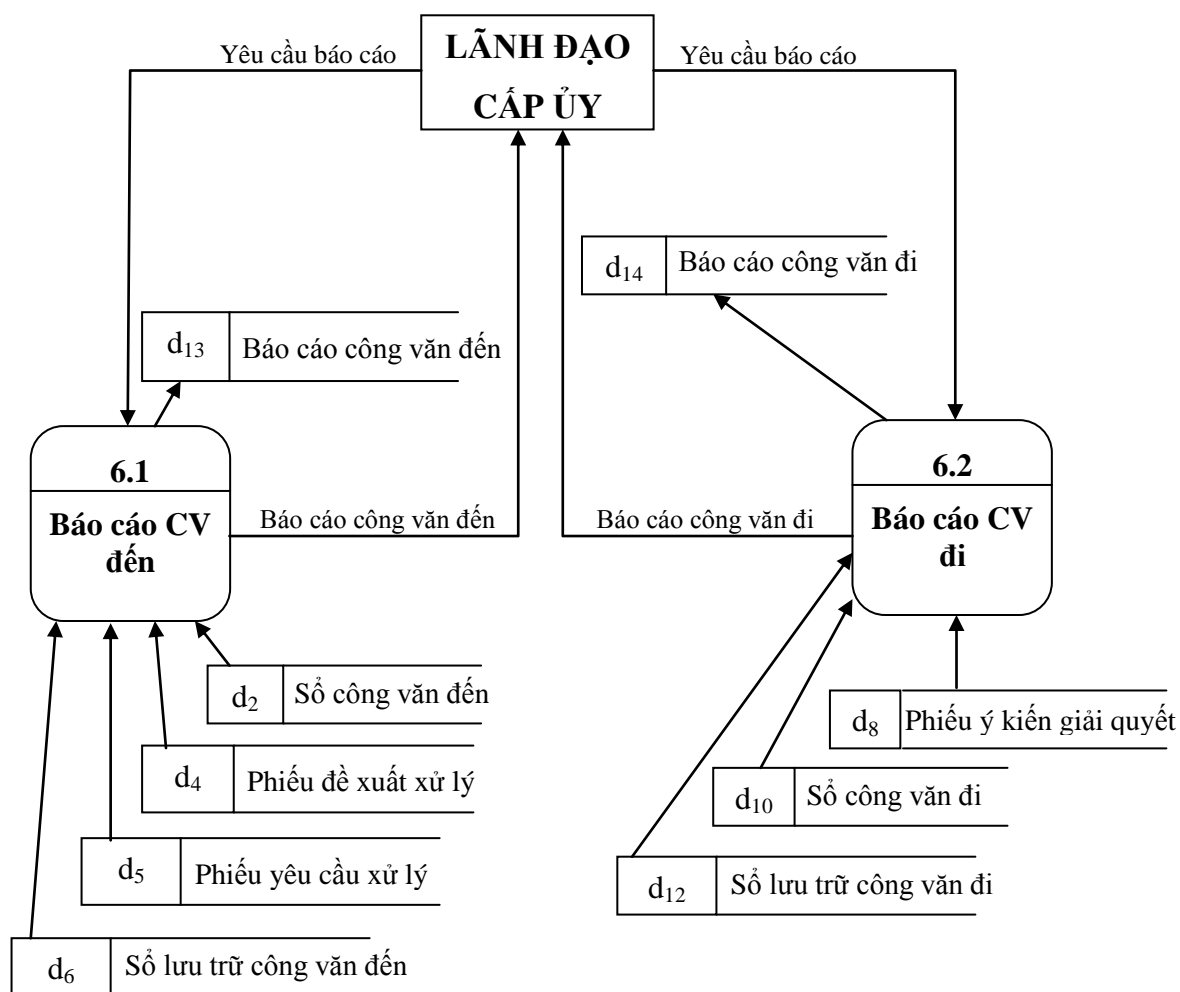 Yêu cầu báo cáo
LÃNH ĐẠO
CẤP ỦY
Yêu cầu báo cáo
d14
Báo cáo công văn đi
d13
Báo cáo công văn đến
6.1
Báo cáo CV
đến
Báo cáo công văn đến
Báo cáo công văn đi
6.2
Báo cáo CV
đi
d2
Sổ công văn đến
d8
Phiếu ý kiến giải quyết
d4
Phiếu đề xuất xử lý
d10
Sổ công văn đi
d5
Phiếu yêu cầu xử lý
d12
Sổ lưu trữ công văn đi
d6
Sổ lưu trữ công văn đến